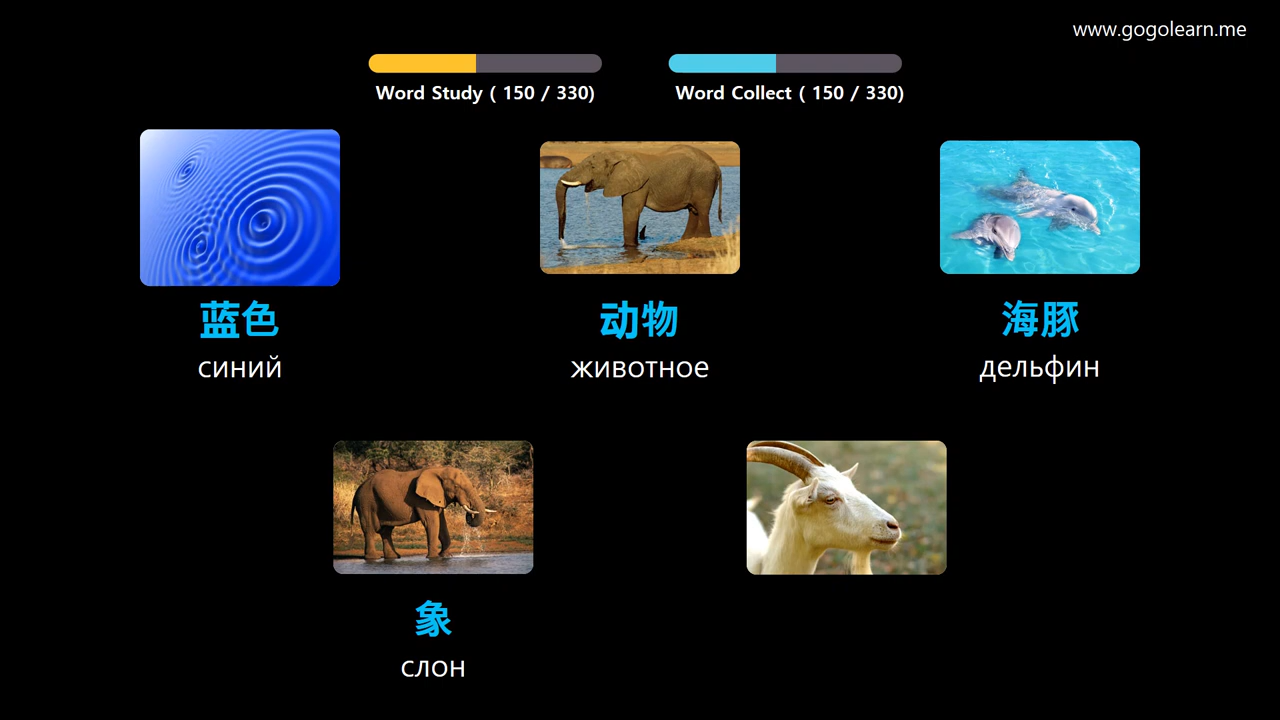 www.gogolearn.me
Word Study ( 150 / 330)
Word Collect ( 150 / 330)
蓝色
синий
动物
животное
海豚
дельфин
象
слон